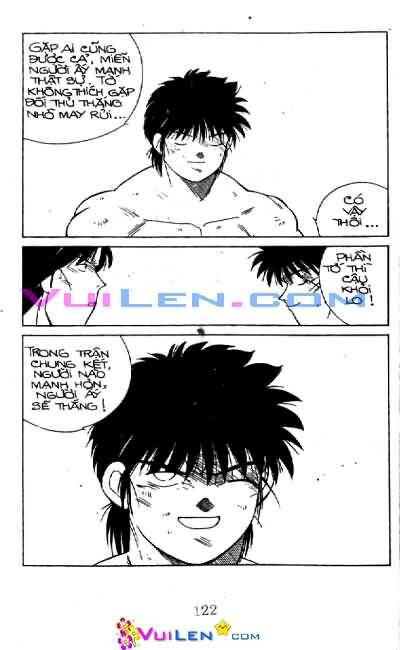 GẶP AI CŨNG
ĐƯỢC CẢ, MIỄN
NGƯỜI ẤY MẠNH
THẬT SỰ. TỚ
KHÔNG THÍCH GẶP
ĐỐI THỦ THẮNG
NHỜ MAY RỦI...
CÓ
VẬY
THÔI...
PHẦN
TỚ THÌ
CẬU
KHỎI
LO!
VUILEN.COM
TRONG TRẬN
CHUNG KẾT,
NGƯỜI NÀO
MẠNH HƠN,
NGƯỜI ẤY
SẼ THẮNG!
122
VUILEN.COM